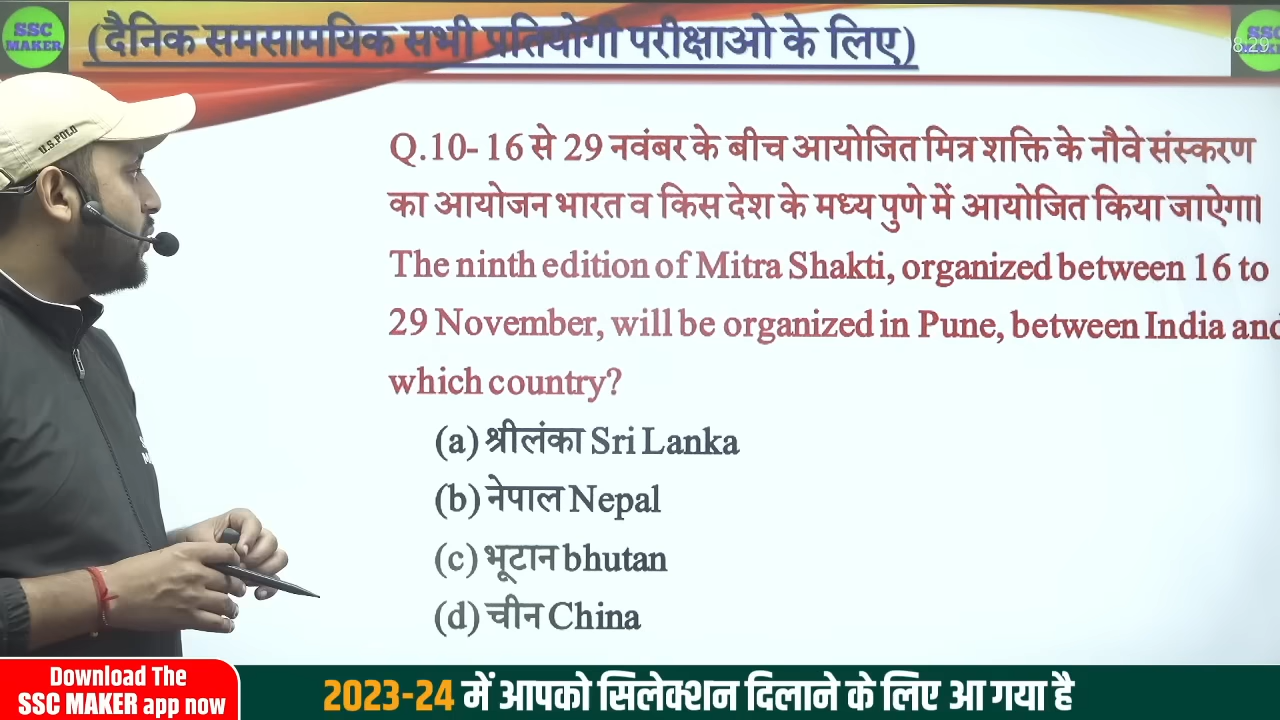 SSC
MAKER
(दैनिक समसामयिक सभी प्रतियोगी परीक्षाओ के लिए)
8:29
U.S.POLO
Q.10- 16 से 29 नवंबर के बीच आयोजित मित्र शक्ति के नौवे संस्करण
का आयोजन भारत व किस देश के मध्य पुणे में आयोजित किया जाऐगा।
The ninth edition of Mitra Shakti, organized between 16 to
29 November, will be organized in Pune, between India and
which country?
(a) श्रीलंका Sri Lanka
(b) नेपाल Nepal
(c) भूटान bhutan
(d) चीन China
Download The
SSC MAKER app now
2023-24 में आपको सिलेक्शन दिलाने के लिए आ गया है